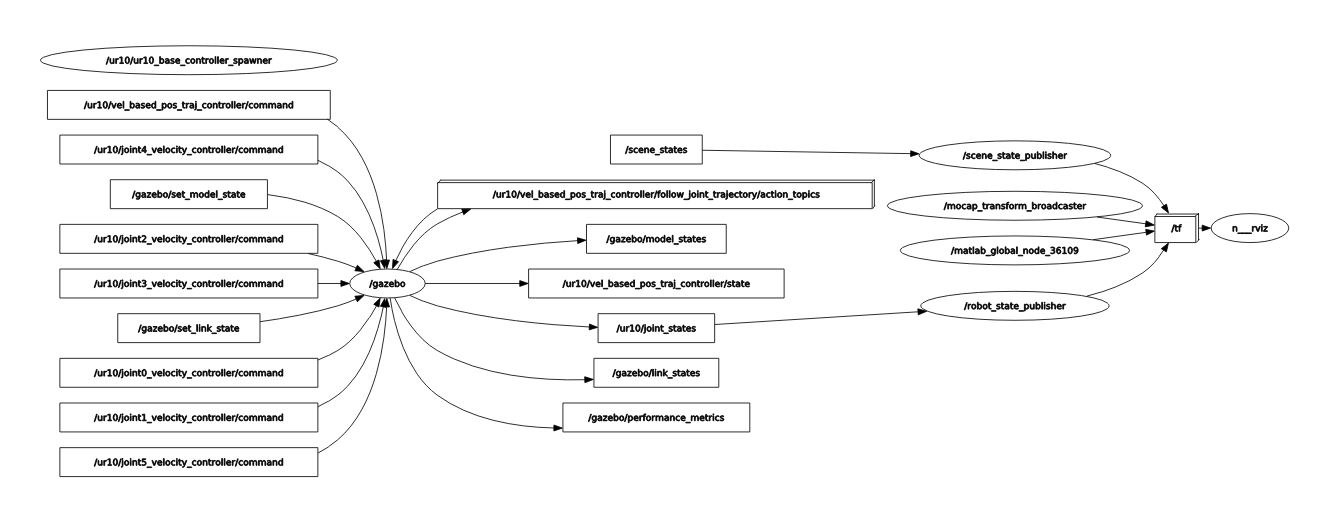 /ur10/ur10_base_controller_spawner
/ur10/vel_based_pos_traj_controller/command
/ur10/joint4_velocity_controller/command
/gazebo/set_model_state
/ur10/joint2_velocity_controller/command
/ur10/joint3_velocity_controller/command
/gazebo/set_link_state
/ur10/joint0_velocity_controller/command
/ur10/joint1_velocity_controller/command
/ur10/joint5_velocity_controller/command
/gazebo
/scene_states
/ur10/vel_based_pos_traj_controller/follow_joint_trajectory/action_topics
/gazebo/model_states
/ur10/vel_based_pos_traj_controller/state
/ur10/joint_states
/gazebo/link_states
/gazebo/performance_metrics
/scene_state_publisher
/mocap_transform_broadcaster
/matlab_global_node_36109
/robot_state_publisher
/tf
n___rviz